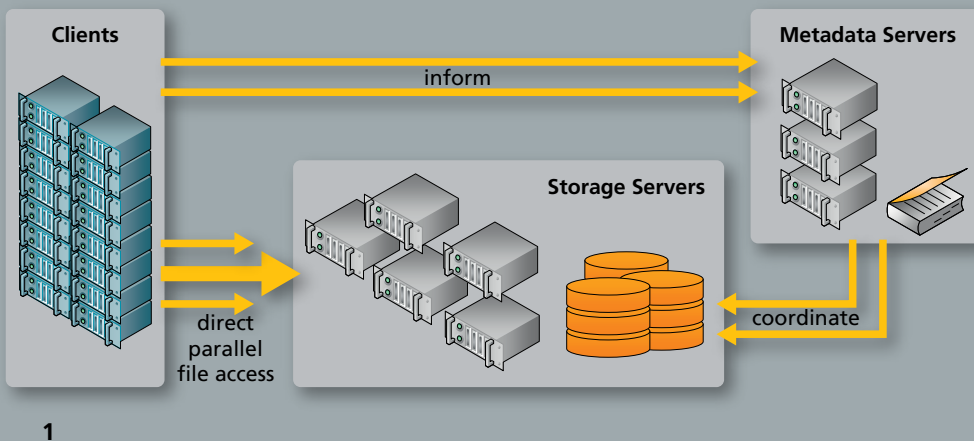 Clients
Metadata Servers
inform
Storage Servers
direct
parallel
file access
coordinate
1